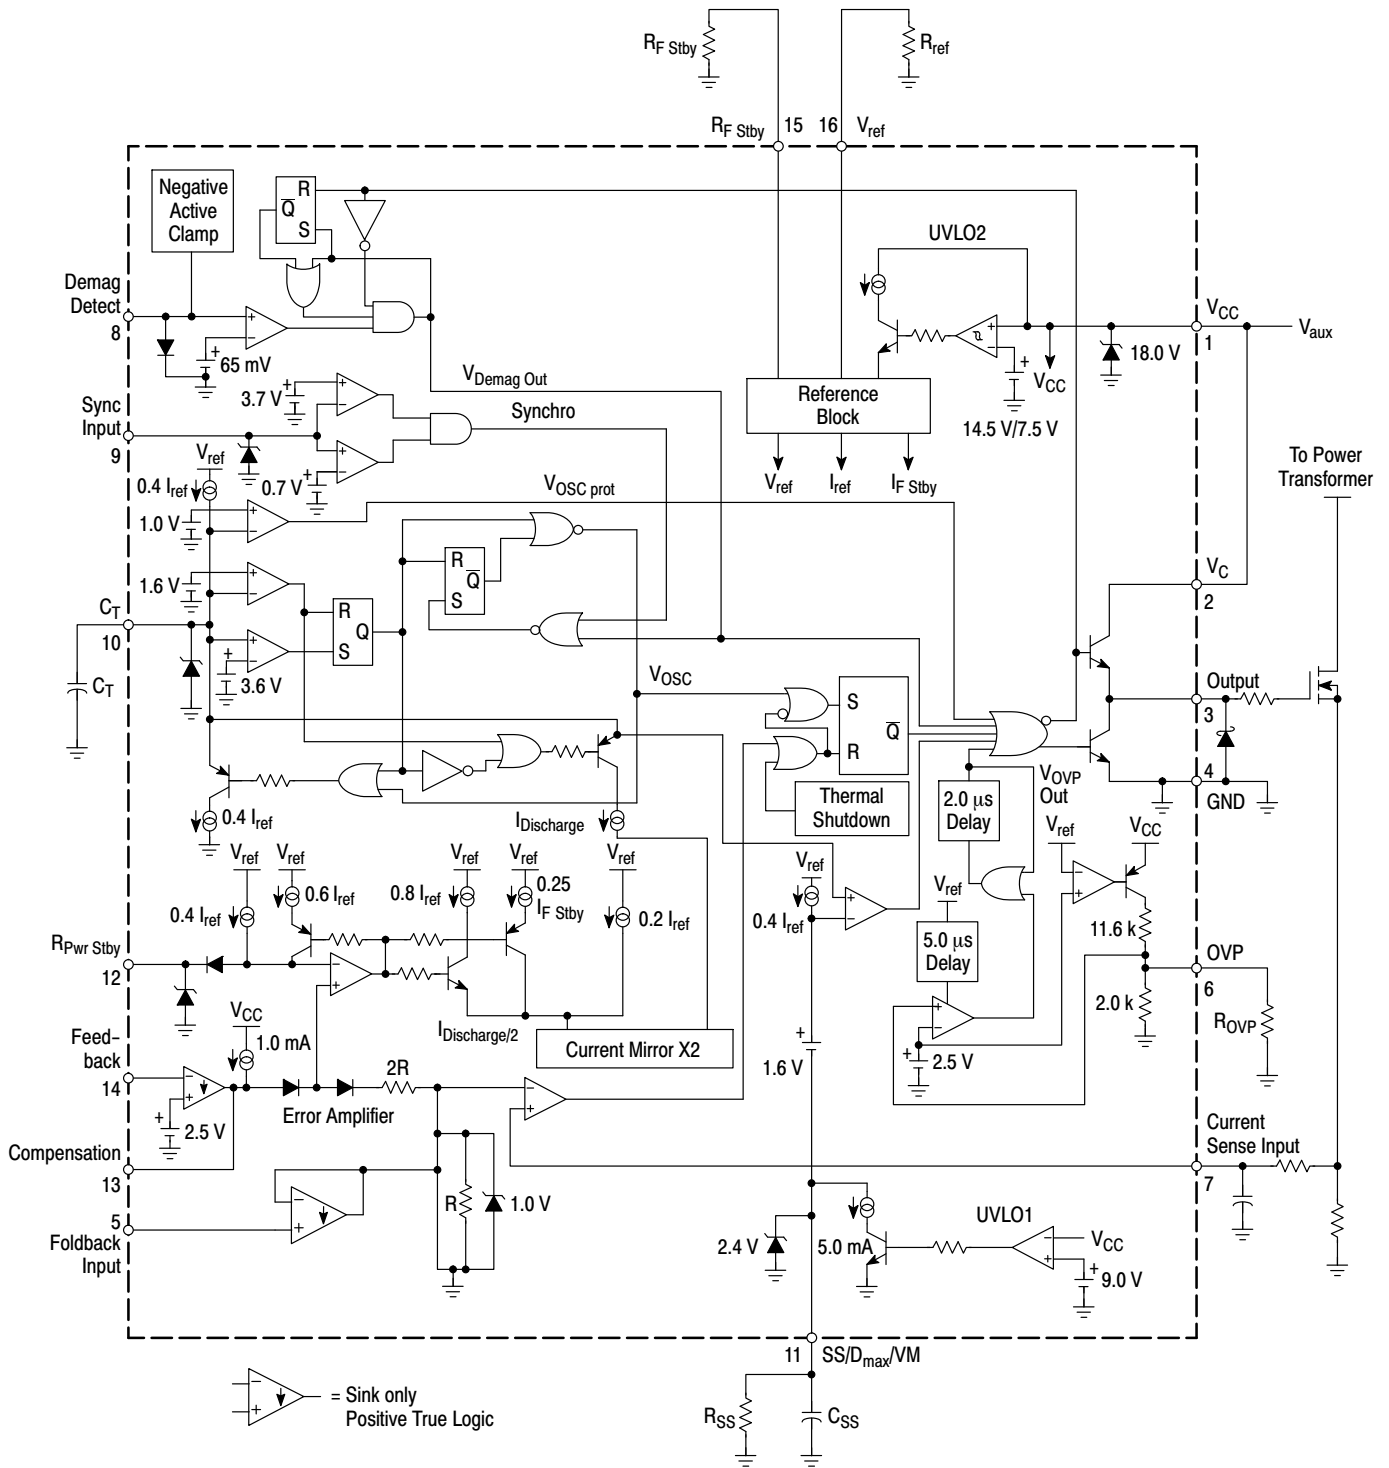 R_F Stby
R_ref
R_F Stby 15 16 V_ref
Negative
Active
Clamp
R
Q̅
S
UVLO2
Demag
Detect
8
65 mV
V_CC
1
V_aux
18.0 V
V_CC
14.5 V/7.5 V
V_Demag Out
Reference
Block
3.7 V
Synchro
Sync
Input
9
V_ref
0.4 I_ref
0.7 V
V_ref I_ref I_F Stby
To Power
Transformer
V_OSC prot
1.0 V
R
Q̅
S
1.6 V
C_T
10
R
Q
S
V_C
2
C_T
3.6 V
V_OSC
S
Q̅
R
Output
3
4
GND
Thermal
Shutdown
2.0 µs
Delay
V_OVP
Out
0.4 I_ref
I_Discharge
V_ref
V_CC
V_ref V_ref V_ref V_ref V_ref
V_ref
0.4 I_ref
0.6 I_ref
0.8 I_ref
0.25
I_F Stby
0.2 I_ref
0.4 I_ref
V_ref
5.0 µs
Delay
11.6 k
R_Pwr Stby
12
OVP
6
2.0 k
R_OVP
V_CC
1.0 mA
I_Discharge/2
Current Mirror X2
1.6 V
2.5 V
Feed–
back
14
2R
Error Amplifier
2.5 V
Current
Sense Input
7
Compensation
13
R
1.0 V
5
Foldback
Input
UVLO1
2.4 V
5.0 mA
V_CC
9.0 V
11 SS/D_max/VM
R_SS
C_SS
= Sink only
Positive True Logic